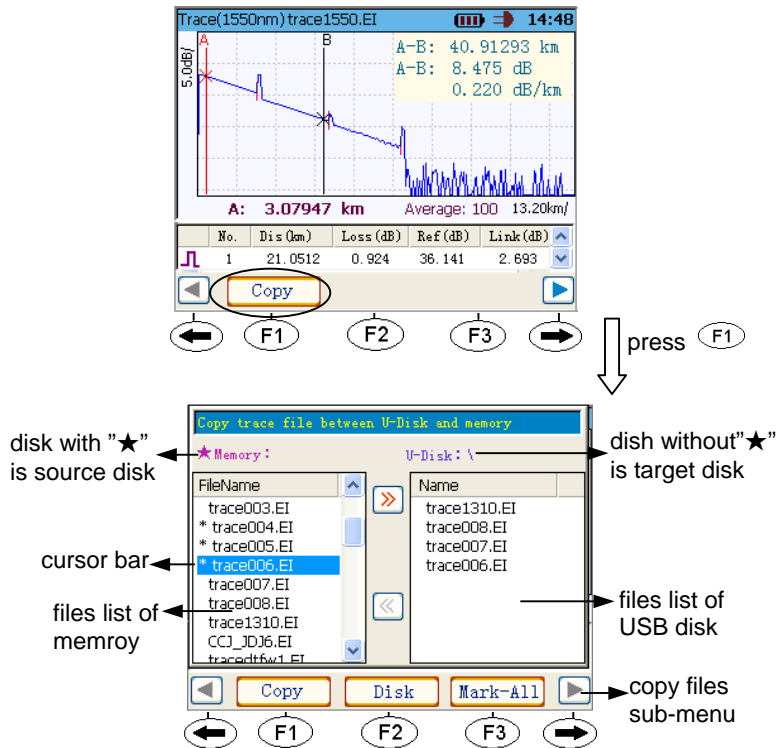 Trace(1550nm) trace1550.EI 14:48
5.0dB/
A
B
A-B: 40.91293 km
A-B: 8.475 dB
0.220 dB/km
A: 3.07947 km Average: 100 13.20km/
No. Dis(km) Loss(dB) Ref(dB) Link(dB)
1 21.0512 0.924 36.141 2.693
Copy
F1 F2 F3
press F1
Copy trace file between U-Disk and memory
disk with "★"
is source disk
★Memory:
U-Disk:\
dish without"★"
is target disk
FileName
trace003.EI
* trace004.EI
* trace005.EI
* trace006.EI
trace007.EI
trace008.EI
trace1310.EI
CCJ_JDJ6.EI
tracedtfw1.EI
Name
trace1310.EI
trace008.EI
trace007.EI
trace006.EI
cursor bar
files list of
memroy
files list of
USB disk
Copy Disk Mark-All
copy files
sub-menu
F1 F2 F3